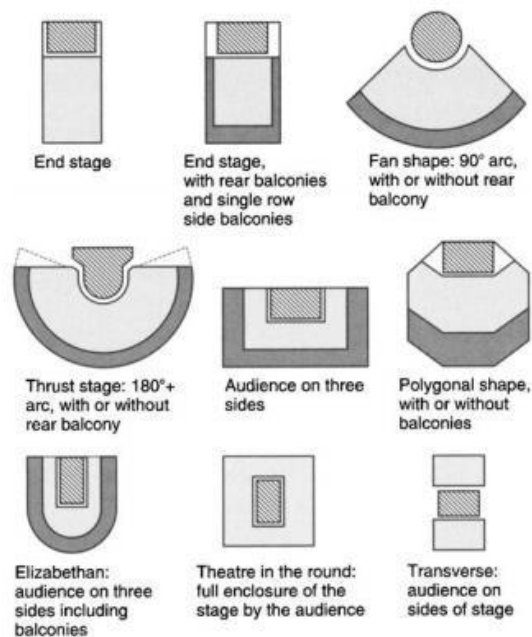 End stage
End stage,
with rear balconies
and single row
side balconies
Fan shape: 90° arc,
with or without rear
balcony
Thrust stage: 180°+
arc, with or without
rear balcony
Audience on three
sides
Polygonal shape,
with or without
balconies
Elizabethan:
audience on three
sides including
balconies
Theatre in the round:
full enclosure of the
stage by the audience
Transverse:
audience on
sides of stage